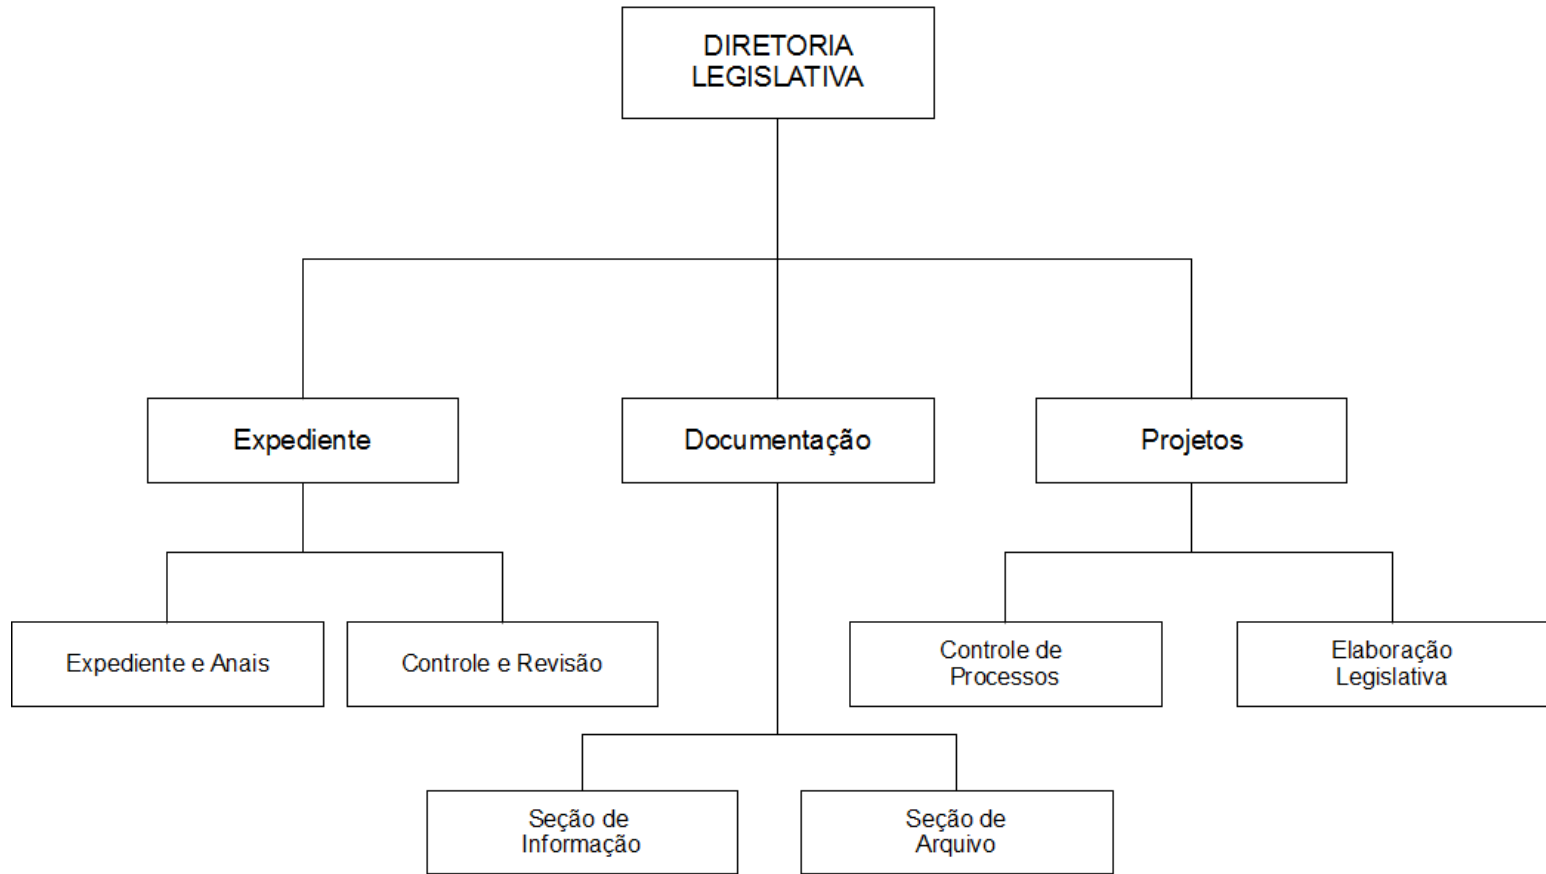 DIRETORIA
LEGISLATIVA
Expediente
Documentação
Projetos
Expediente e Anais
Controle e Revisão
Controle de
Processos
Elaboração
Legislativa
Seção de
Informação
Seção de
Arquivo